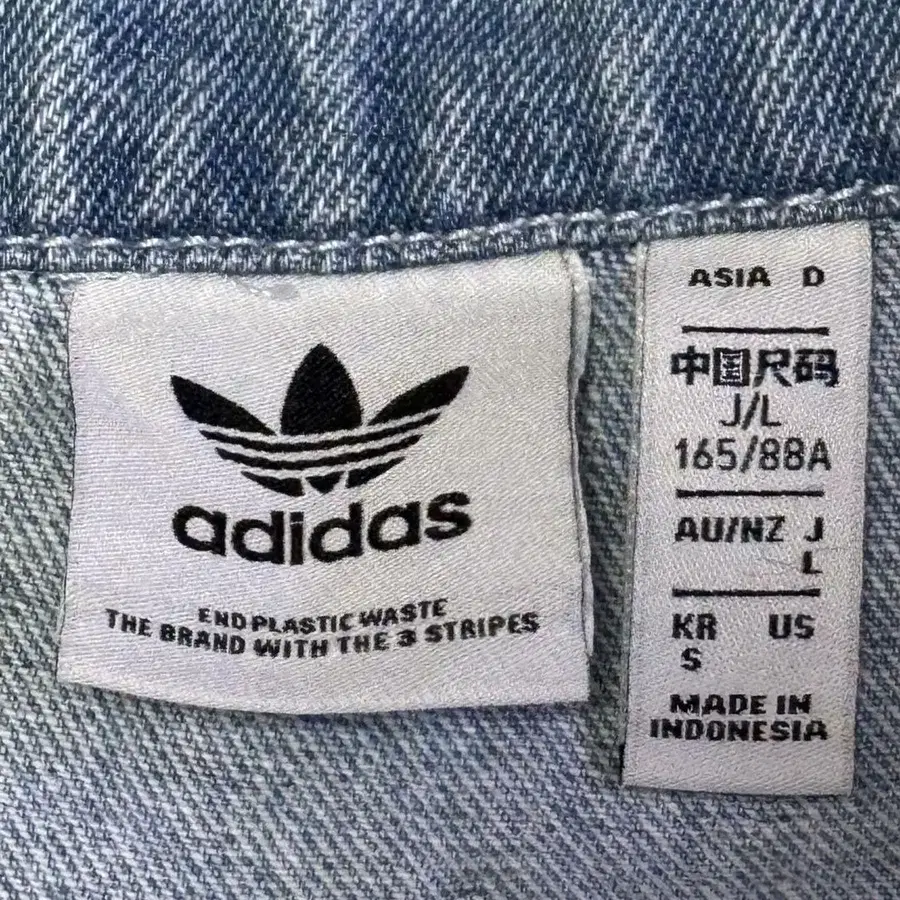 adidas
END PLASTIC WASTE
THE BRAND WITH THE 3 STRIPES
ASIA D
中国尺码
J/L
165/88A
AU/NZ J
L
KR US
S
MADE IN
INDONESIA